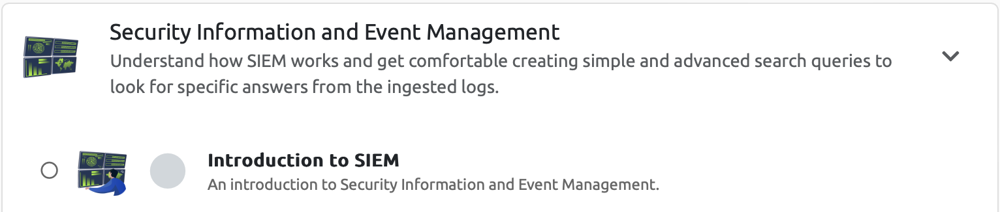 Security Information and Event Management
Understand how SIEM works and get comfortable creating simple and advanced search queries to
look for specific answers from the ingested logs.
Introduction to SIEM
An introduction to Security Information and Event Management.